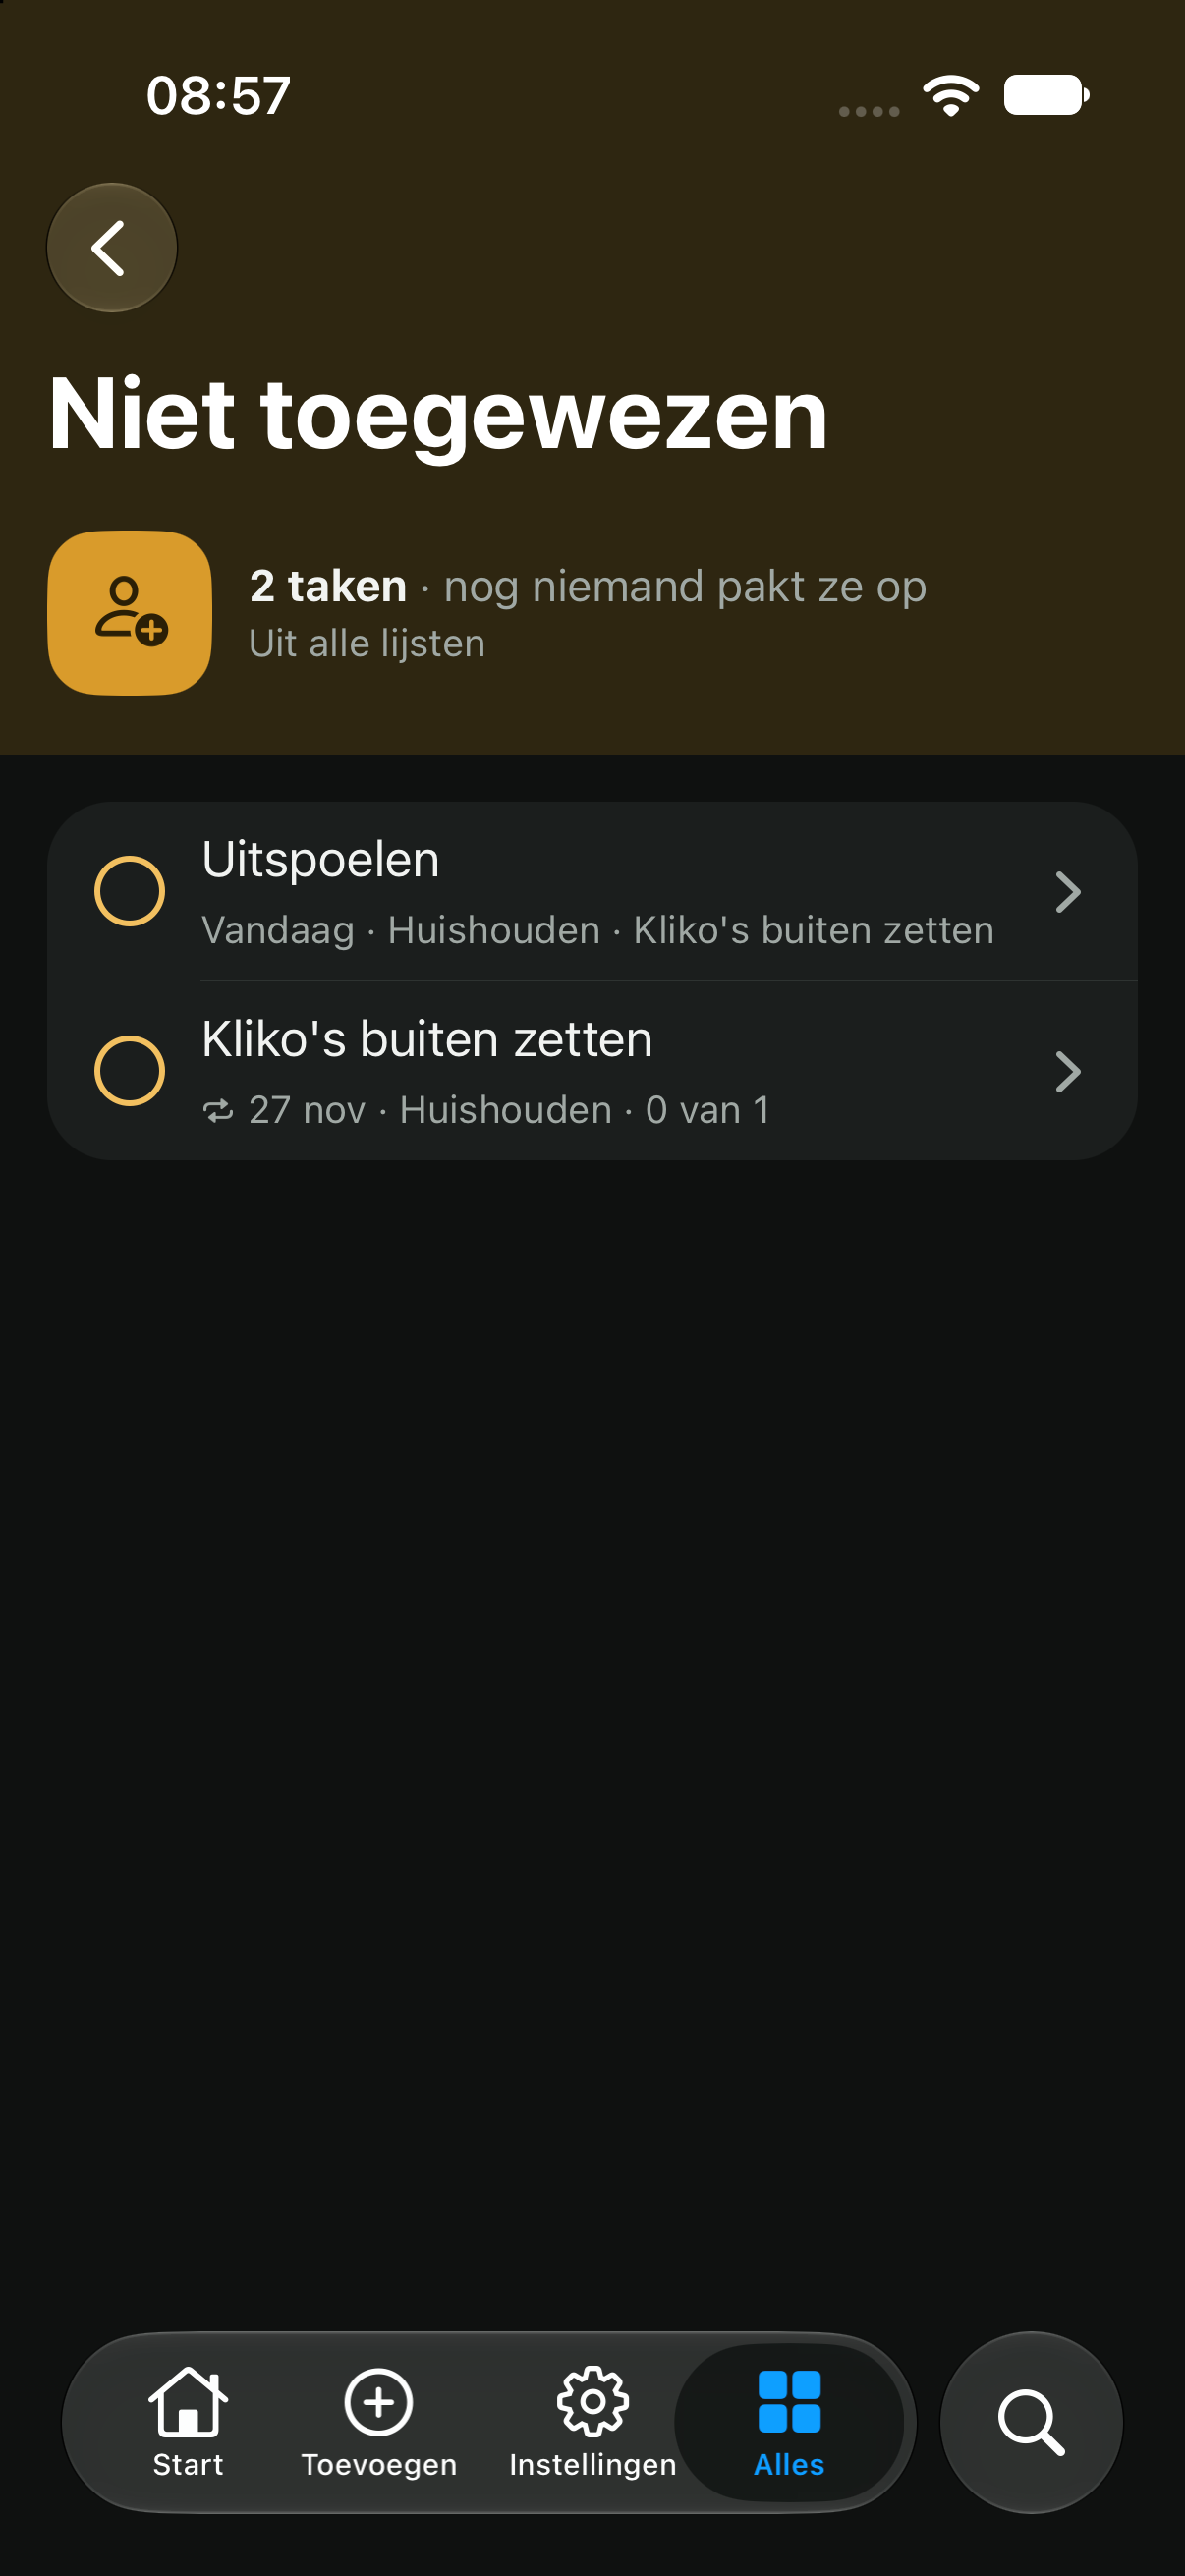 08:57
Niet toegewezen
2 taken · nog niemand pakt ze op
Uit alle lijsten
Uitspoelen
Vandaag · Huishouden · Kliko's buiten zetten
Kliko's buiten zetten
27 nov · Huishouden · 0 van 1
Start
Toevoegen
Instellingen
Alles